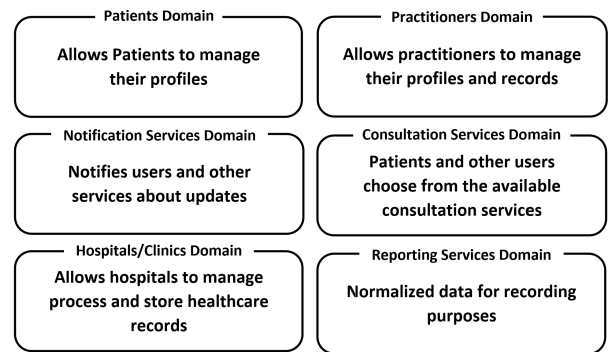 Patients Domain
Allows Patients to manage
their profiles
Practitioners Domain
Allows practitioners to manage
their profiles and records
Notification Services Domain
Notifies users and other
services about updates
Consultation Services Domain
Patients and other users
choose from the available
consultation services
Hospitals/Clinics Domain
Allows hospitals to manage
process and store healthcare
records
Reporting Services Domain
Normalized data for recording
purposes